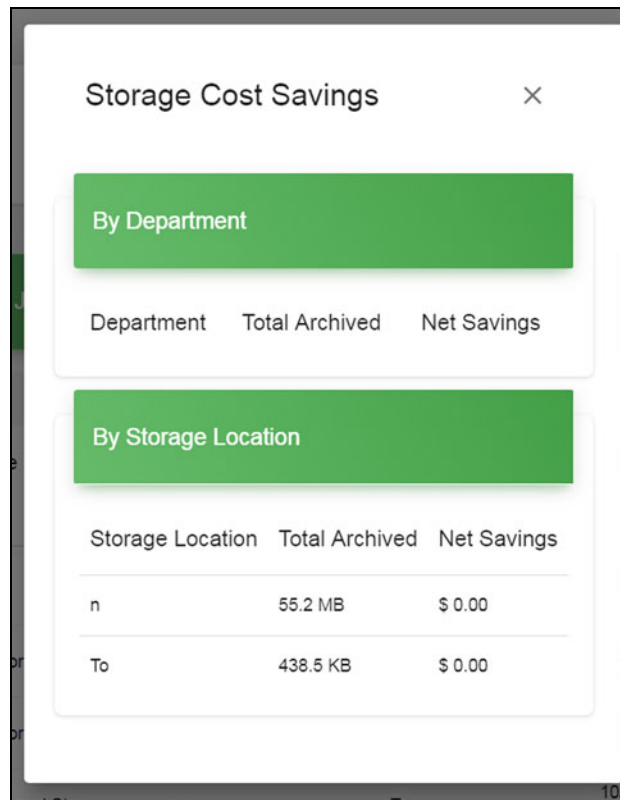 Storage Cost Savings
By Department
Department Total Archived Net Savings
By Storage Location
Storage Location Total Archived Net Savings
n 55.2 MB $ 0.00
To 438.5 KB $ 0.00